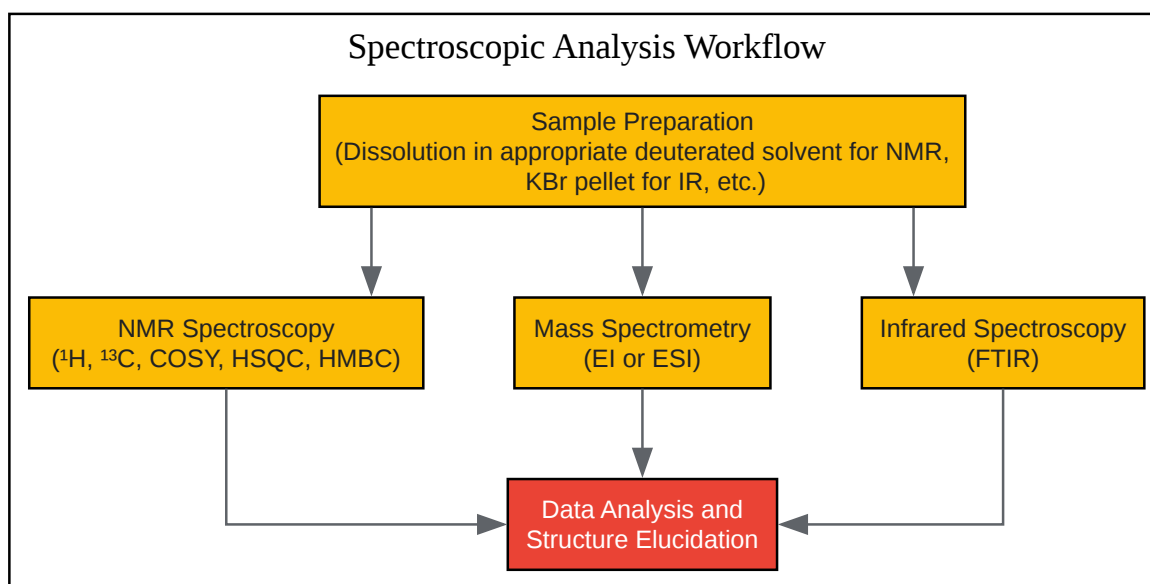 Spectroscopic Analysis Workflow
Sample Preparation
(Dissolution in appropriate deuterated solvent for NMR,
KBr pellet for IR, etc.)
NMR Spectroscopy
(¹H, ¹³C, COSY, HSQC, HMBC)
Mass Spectrometry
(EI or ESI)
Infrared Spectroscopy
(FTIR)
Data Analysis and
Structure Elucidation